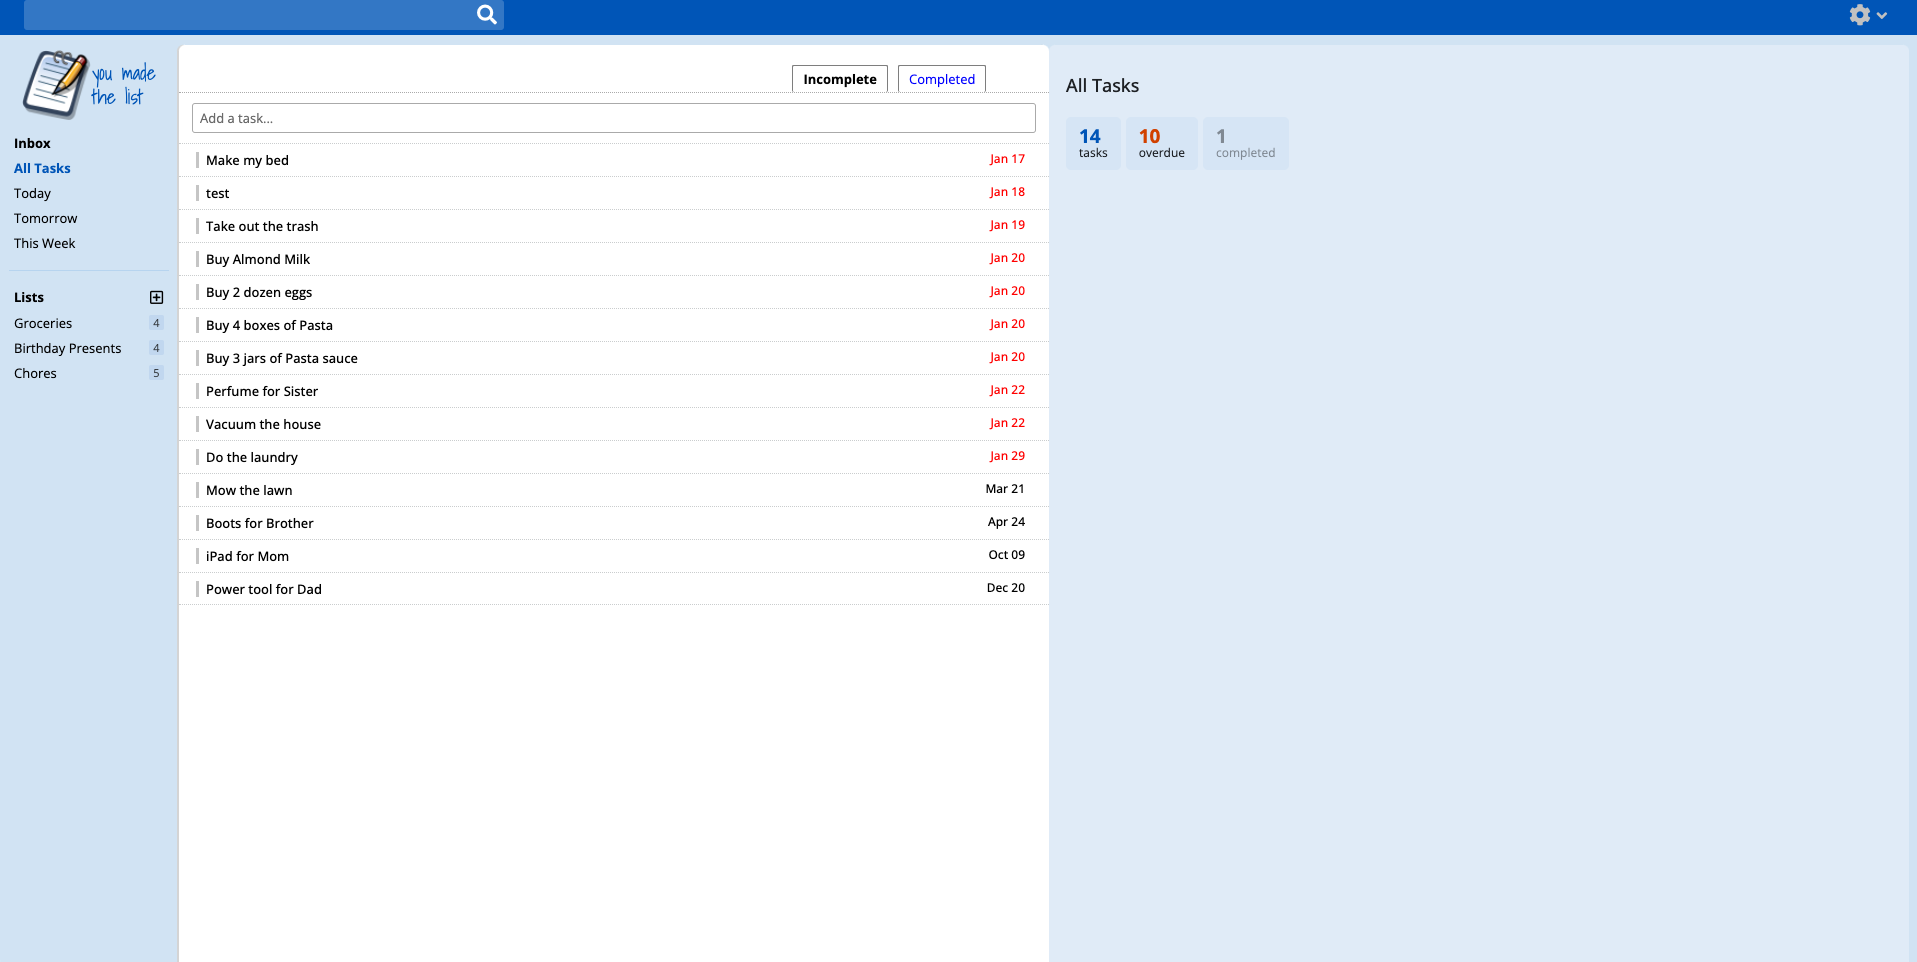 you made
the list
Inbox
All Tasks
Today
Tomorrow
This Week
Lists
Groceries 4
Birthday Presents 4
Chores 5
Incomplete Completed
Add a task...
Make my bed Jan 17
test Jan 18
Take out the trash Jan 19
Buy Almond Milk Jan 20
Buy 2 dozen eggs Jan 20
Buy 4 boxes of Pasta Jan 20
Buy 3 jars of Pasta sauce Jan 20
Perfume for Sister Jan 22
Vacuum the house Jan 22
Do the laundry Jan 29
Mow the lawn Mar 21
Boots for Brother Apr 24
iPad for Mom Oct 09
Power tool for Dad Dec 20
All Tasks
14 10 1
tasks overdue completed